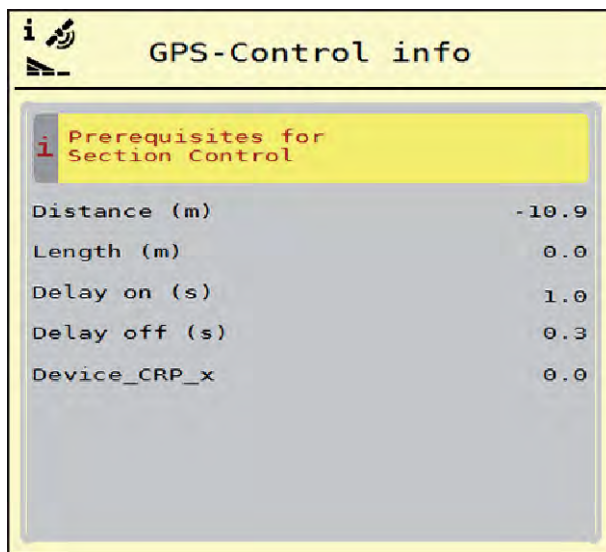 i
GPS-Control info
i Prerequisites for
Section Control
Distance (m) -10.9
Length (m) 0.0
Delay on (s) 1.0
Delay off (s) 0.3
Device_CRP_x 0.0